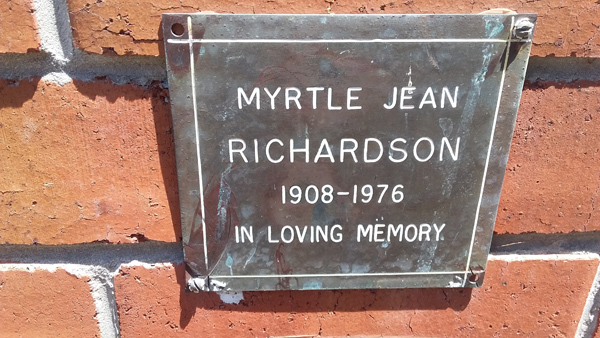 MYRTLE JEAN
RICHARDSON
1908-1976
IN LOVING MEMORY